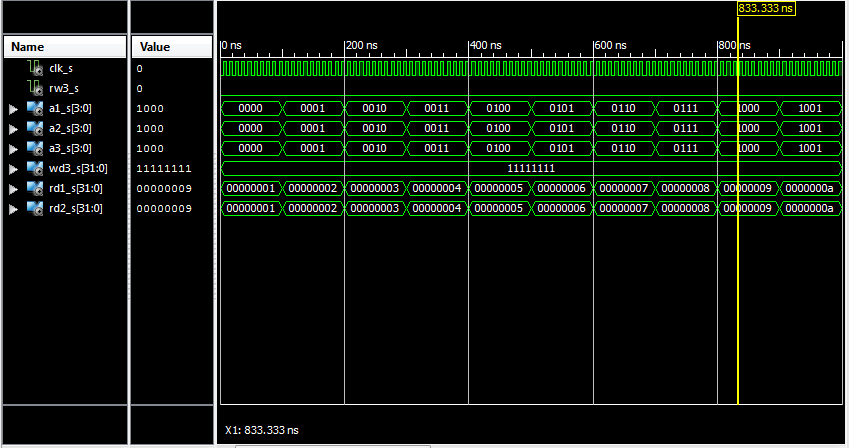 833.333 ns
Name Value 0 ns 200 ns 400 ns 600 ns 800 ns
clk_s 0
rw3_s 0
a1_s[3:0] 1000 0000 0001 0010 0011 0100 0101 0110 0111 1000 1001
a2_s[3:0] 1000 0000 0001 0010 0011 0100 0101 0110 0111 1000 1001
a3_s[3:0] 1000 0000 0001 0010 0011 0100 0101 0110 0111 1000 1001
wd3_s[31:0] 11111111 11111111
rd1_s[31:0] 00000009 00000001 00000002 00000003 00000004 00000005 00000006 00000007 00000008 00000009 0000000a
rd2_s[31:0] 00000009 00000001 00000002 00000003 00000004 00000005 00000006 00000007 00000008 00000009 0000000a
X1: 833.333 ns